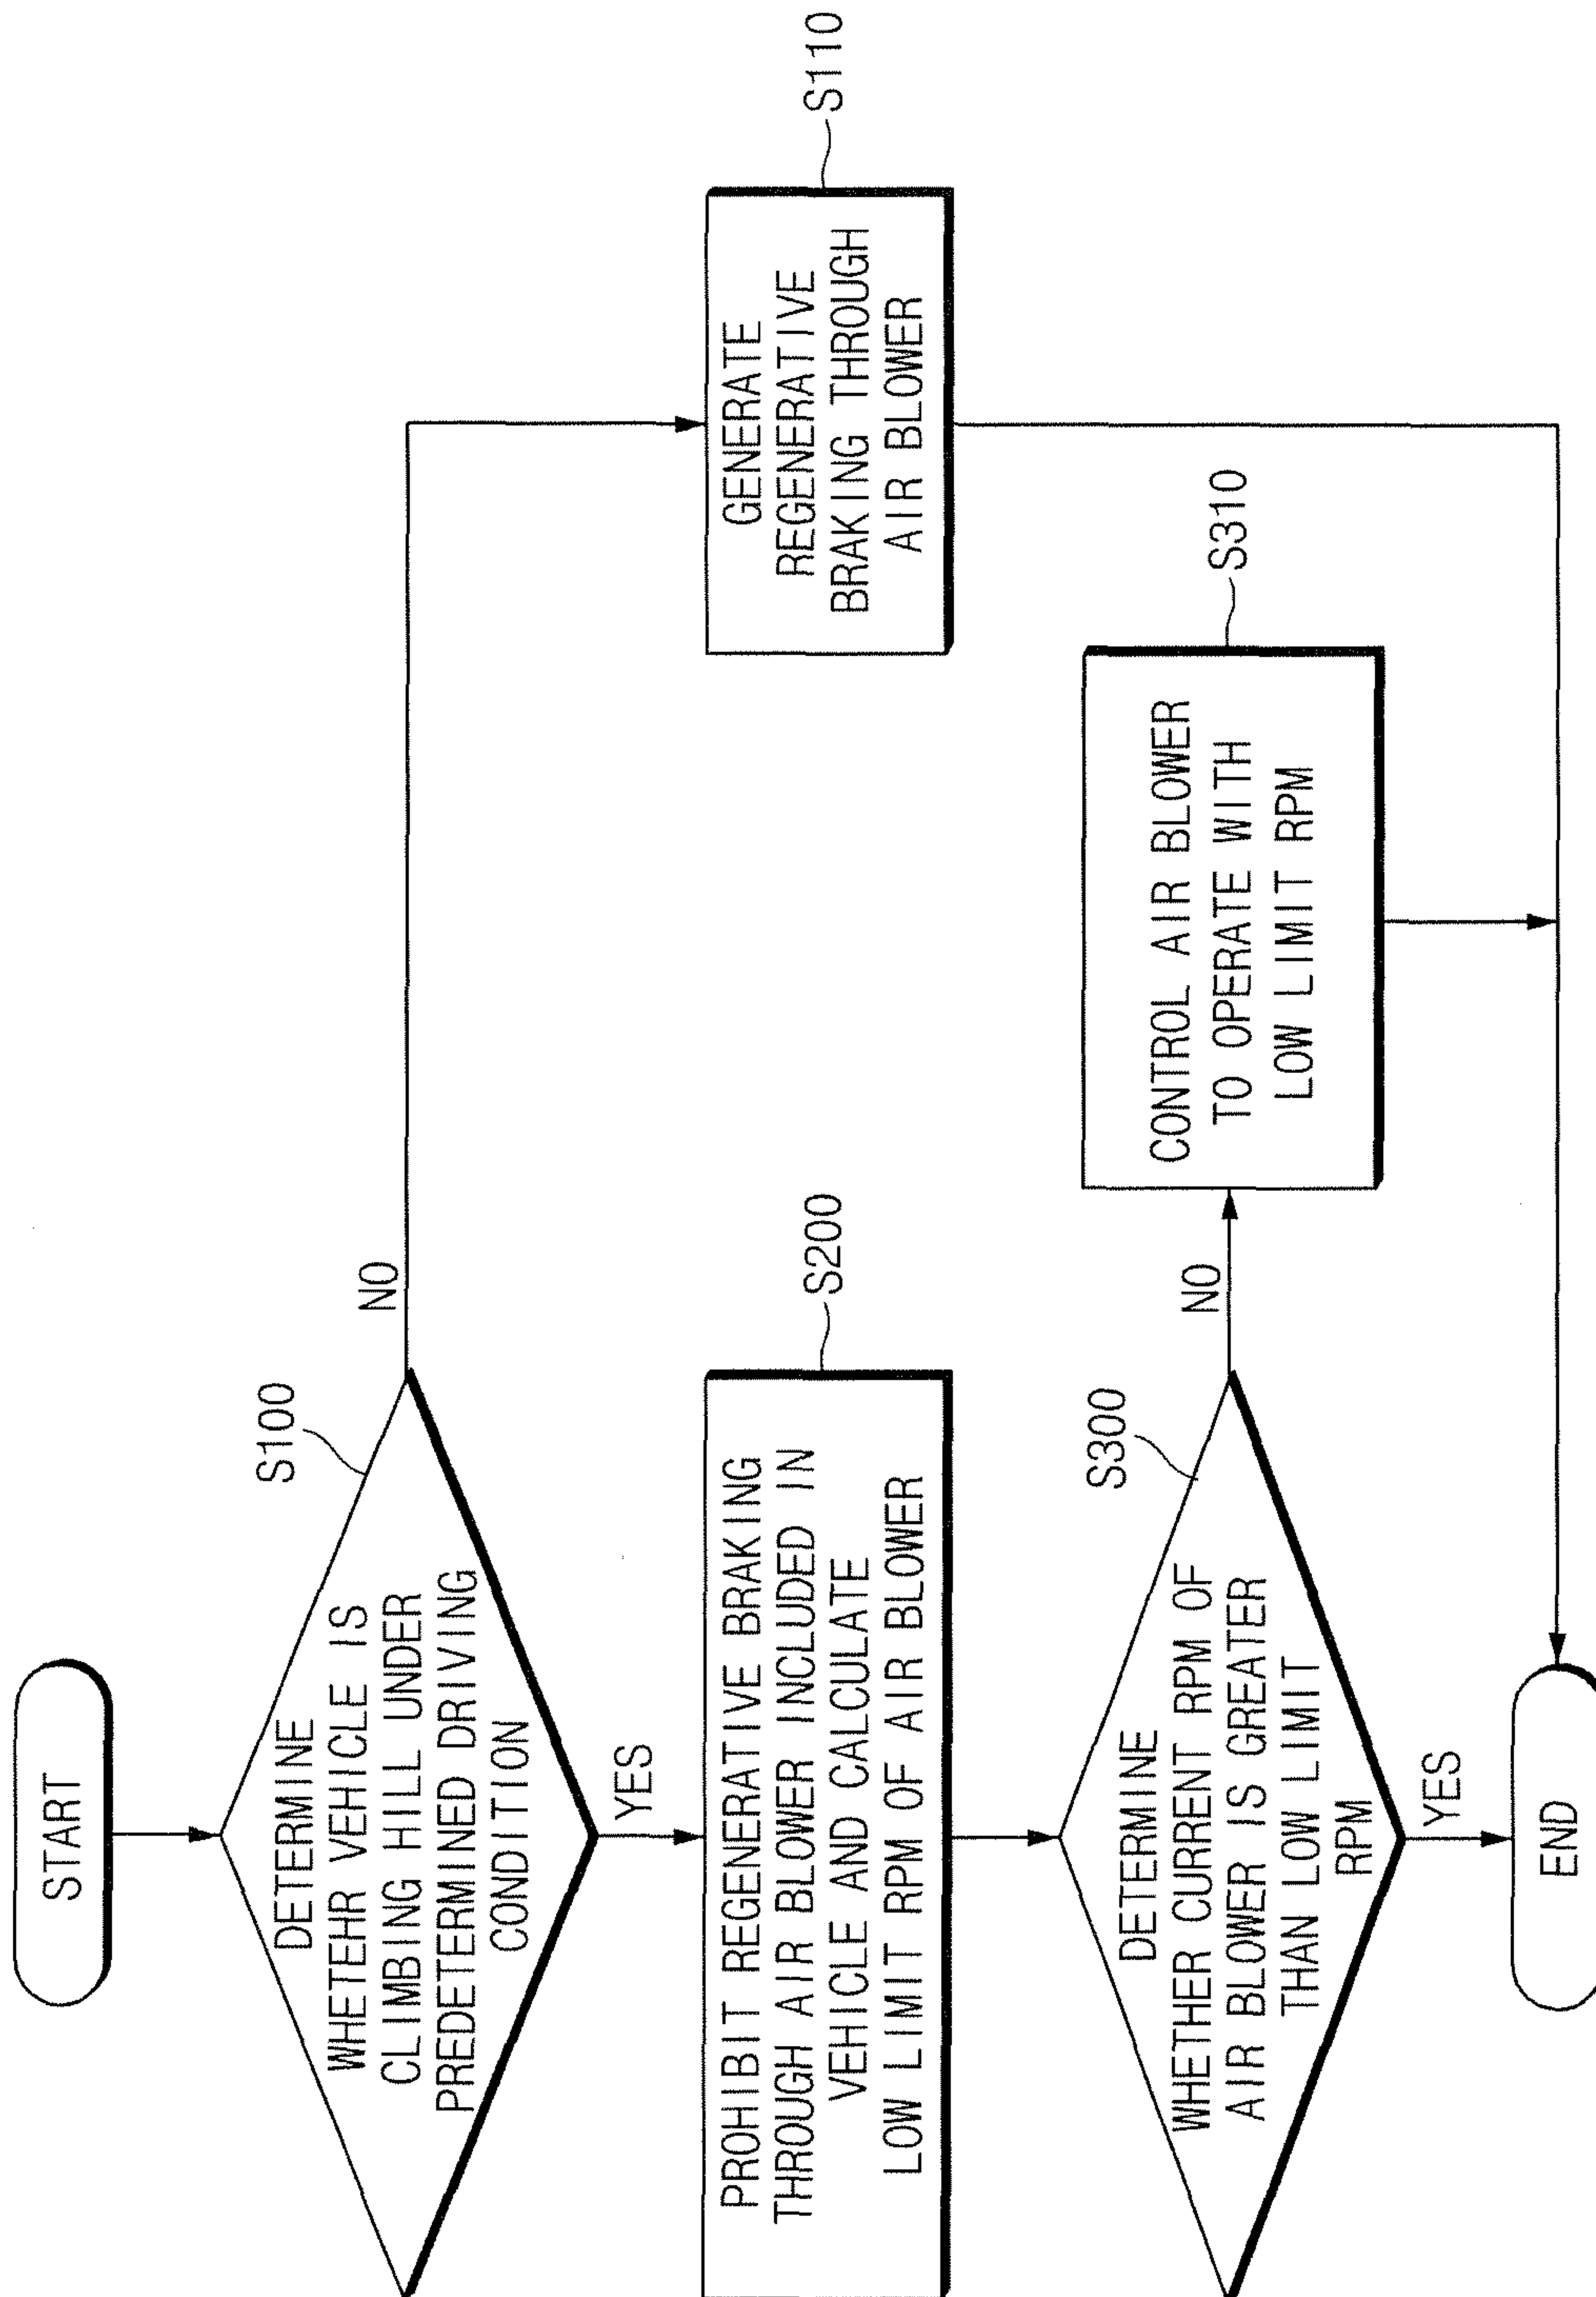 START
S100
DETERMINE
WHETEHR VEHICLE IS
CLIMBING HILL UNDER
PREDETERMINED DRIVING
CONDITION
NO
YES
S110
GENERATE
REGENERATIVE
BRAKING THROUGH
AIR BLOWER
S200
PROHIBIT REGENERATIVE BRAKING
THROUGH AIR BLOWER INCLUDED IN
VEHICLE AND CALCULATE
LOW LIMIT RPM OF AIR BLOWER
S300
DETERMINE
WHETHER CURRENT RPM OF
AIR BLOWER IS GREATER
THAN LOW LIMIT
RPM
NO
YES
S310
CONTROL AIR BLOWER
TO OPERATE WITH
LOW LIMIT RPM
END